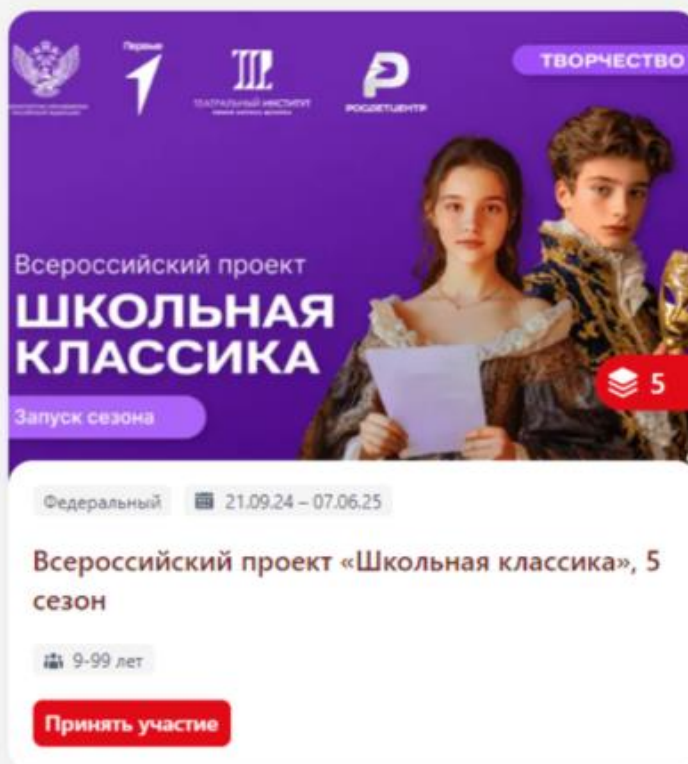 Первые
ТЕАТРАЛЬНЫЙ ИНСТИТУТ
РОСДЕТЦЕНТР
ТВОРЧЕСТВО
Всероссийский проект
ШКОЛЬНАЯ
КЛАССИКА
5
Запуск сезона
Федеральный 21.09.24 – 07.06.25
Всероссийский проект «Школьная классика», 5
сезон
9-99 лет
Принять участие